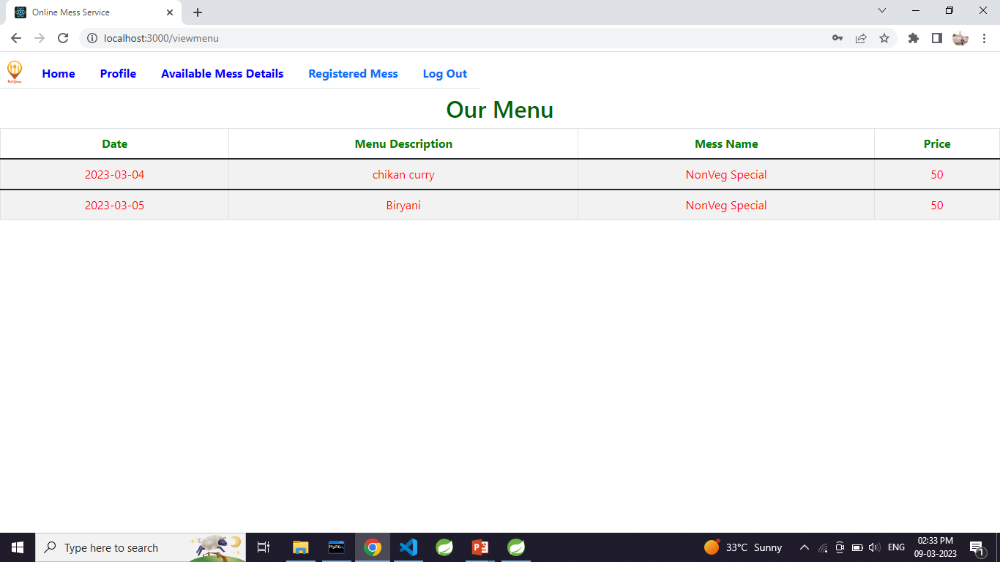 Online Mess Service
localhost:3000/viewmenu
Home Profile Available Mess Details Registered Mess Log Out
Our Menu
Date Menu Description Mess Name Price
2023-03-04 chikan curry NonVeg Special 50
2023-03-05 Biryani NonVeg Special 50
Type here to search
33°C Sunny
ENG
02:33 PM
09-03-2023
1